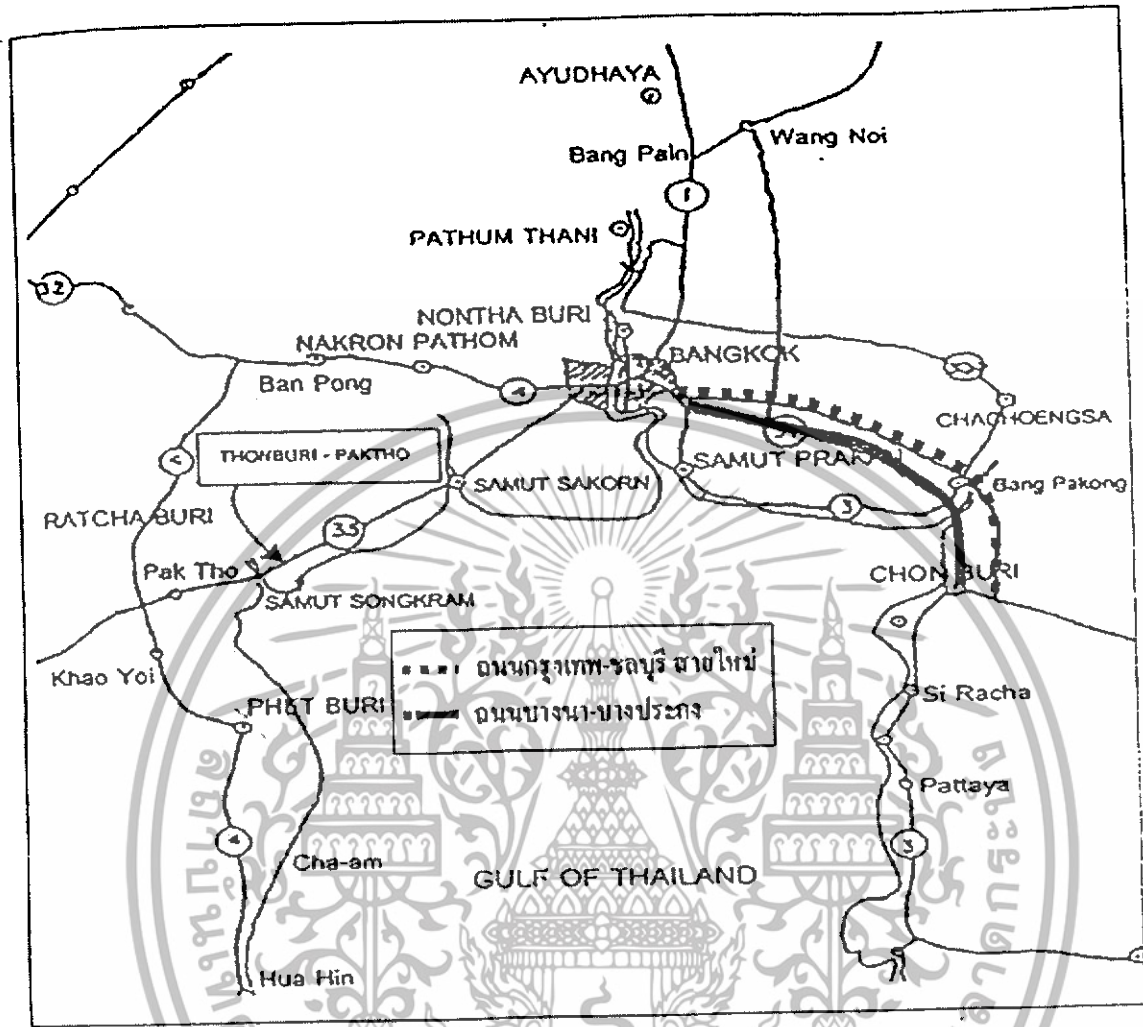 AYUDHAYA
Wang Noi
Bang PaIn
1
PATHUM THANI
32
NONTHA BURI
BANGKOK
NAKRON PATHOM
Ban Pong
4
CHACHOENGSA
34
THONBURI - PAKTHO
SAMUT SAKORN
SAMUT PRAKAN
Bang Pakong
4
3
RATCHA BURI
35
Pak Tho
CHON BURI
SAMUT SONGKRAM
ถนนกรุงเทพ-ชลบุรี สายใหม่
ถนนบางนา-บางปะกง
Khao Yoi
Si Racha
PHET BURI
Pattaya
4
3
Cha-am
GULF OF THAILAND
Hua Hin